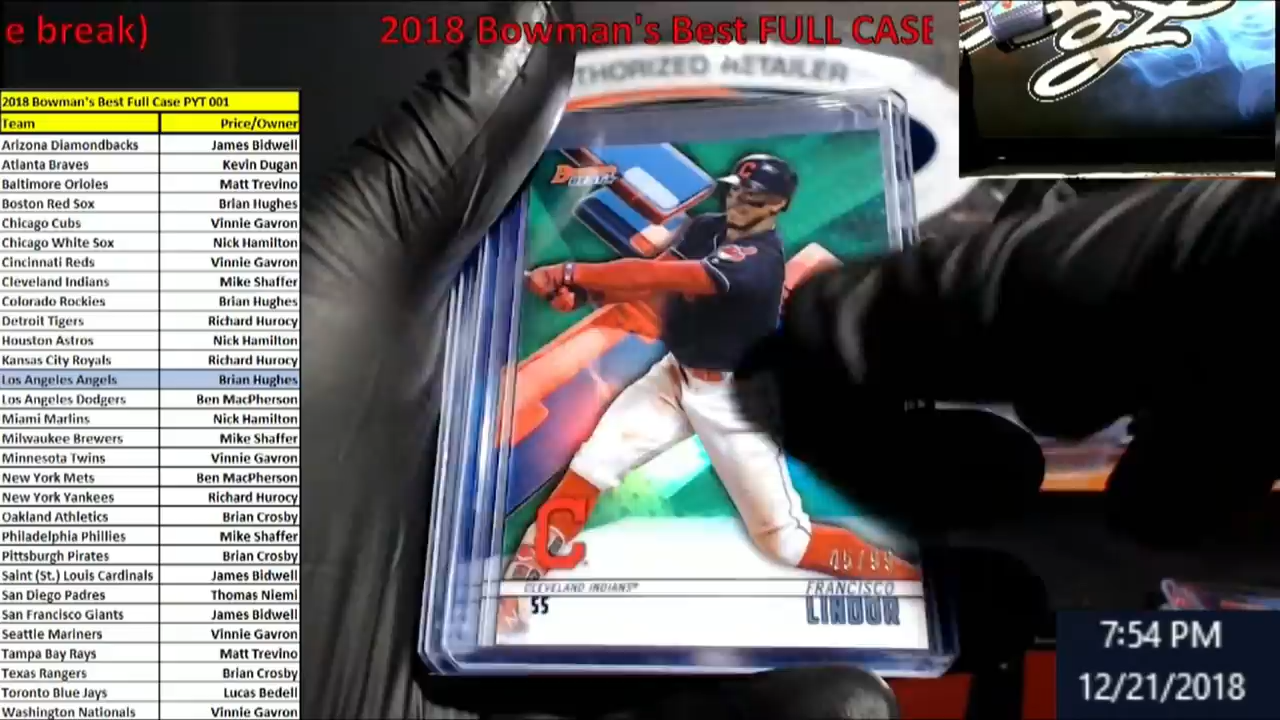 e break)
2018 Bowman's Best FULL CASE
THORIZED RETAILER
2018 Bowman's Best Full Case PYT 001
Team Price/Owner
Arizona Diamondbacks James Bidwell
Atlanta Braves Kevin Dugan
Baltimore Orioles Matt Trevino
Boston Red Sox Brian Hughes
Chicago Cubs Vinnie Gavron
Chicago White Sox Nick Hamilton
Cincinnati Reds Vinnie Gavron
Cleveland Indians Mike Shaffer
Colorado Rockies Brian Hughes
Detroit Tigers Richard Hurocy
Houston Astros Nick Hamilton
Kansas City Royals Richard Hurocy
Los Angeles Angels Brian Hughes
Los Angeles Dodgers Ben MacPherson
Miami Marlins Nick Hamilton
Milwaukee Brewers Mike Shaffer
Minnesota Twins Vinnie Gavron
New York Mets Ben MacPherson
New York Yankees Richard Hurocy
Oakland Athletics Brian Crosby
Philadelphia Phillies Mike Shaffer
Pittsburgh Pirates Brian Crosby
Saint (St.) Louis Cardinals James Bidwell
San Diego Padres Thomas Niemi
San Francisco Giants James Bidwell
Seattle Mariners Vinnie Gavron
Tampa Bay Rays Matt Trevino
Texas Rangers Brian Crosby
Toronto Blue Jays Lucas Bedell
Washington Nationals Vinnie Gavron
C
C
CLEVELAND INDIANS
55
FRANCISCO
LINDOR
7:54 PM
12/21/2018